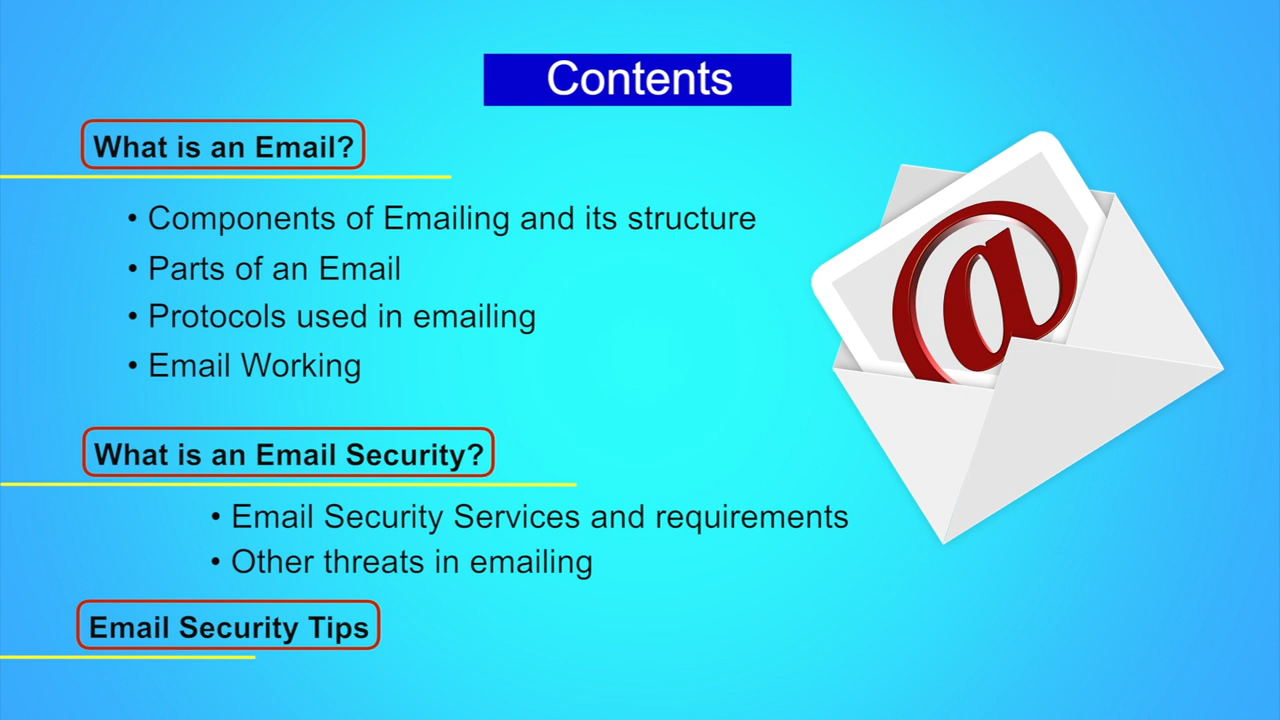 Contents
What is an Email?
• Components of Emailing and its structure
• Parts of an Email
• Protocols used in emailing
• Email Working
What is an Email Security?
• Email Security Services and requirements
• Other threats in emailing
Email Security Tips
@